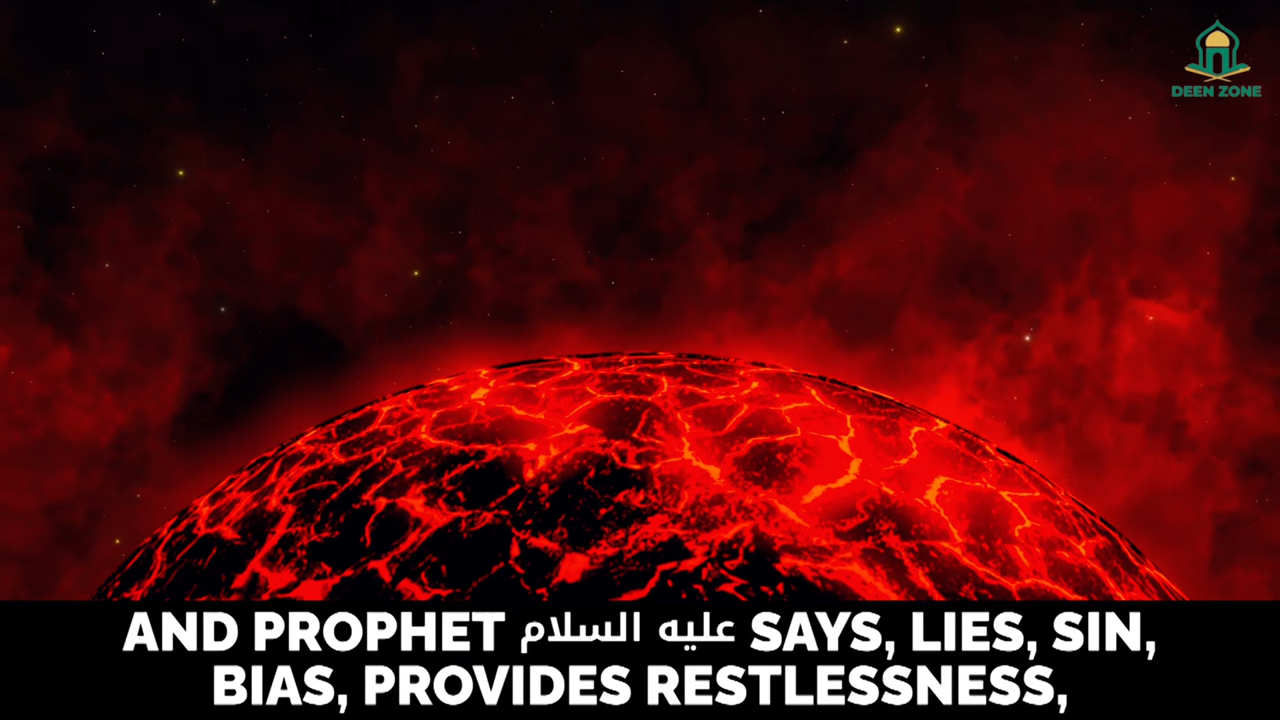 DEEN ZONE
AND PROPHET عليه السلام SAYS, LIES, SIN,
BIAS, PROVIDES RESTLESSNESS,